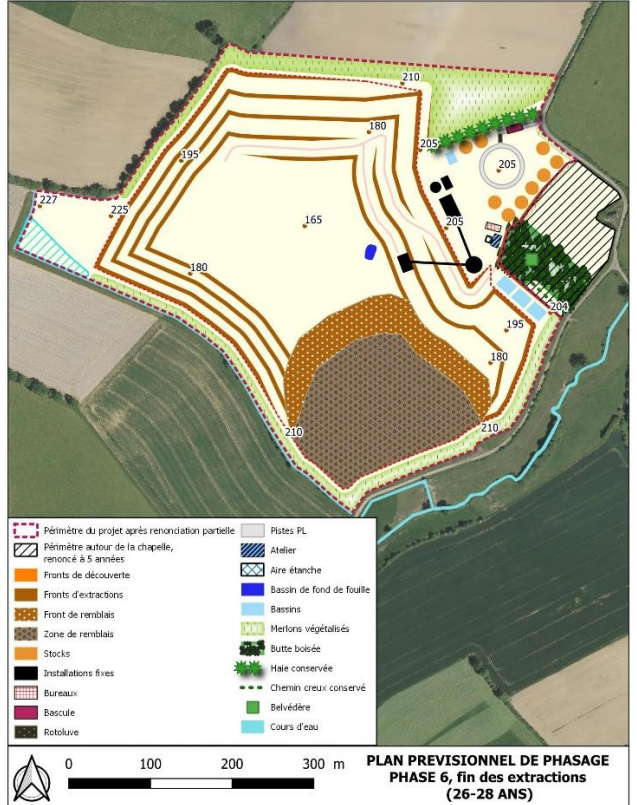 210
180
205
195
205
227
225
165
205
180
204
195
180
210
210
Périmètre du projet après renonciation partielle
Périmètre autour de la chapelle,
renoncé à 5 années
Fronts de découverte
Fronts d'extractions
Front de remblais
Zone de remblais
Stocks
Installations fixes
Bureaux
Bascule
Rotoluve
Pistes PL
Atelier
Aire étanche
Bassin de fond de fouille
Bassins
Merlons végétalisés
Butte boisée
Haie conservée
Chemin creux conservé
Belvédère
Cours d'eau
0 100 200 300 m
PLAN PREVISIONNEL DE PHASAGE
PHASE 6, fin des extractions
(26-28 ANS)